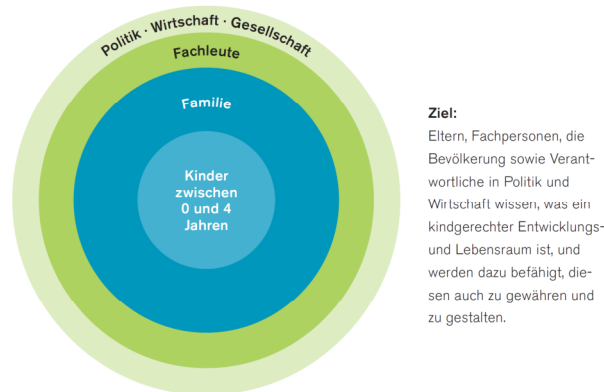 Politik · Wirtschaft · Gesellschaft
Fachleute
Familie
Kinder
zwischen
0 und 4
Jahren
Ziel:
Eltern, Fachpersonen, die
Bevölkerung sowie Verant-
wortliche in Politik und
Wirtschaft wissen, was ein
kindgerechter Entwicklungs-
und Lebensraum ist, und
werden dazu befähigt, die-
sen auch zu gewähren und
zu gestalten.